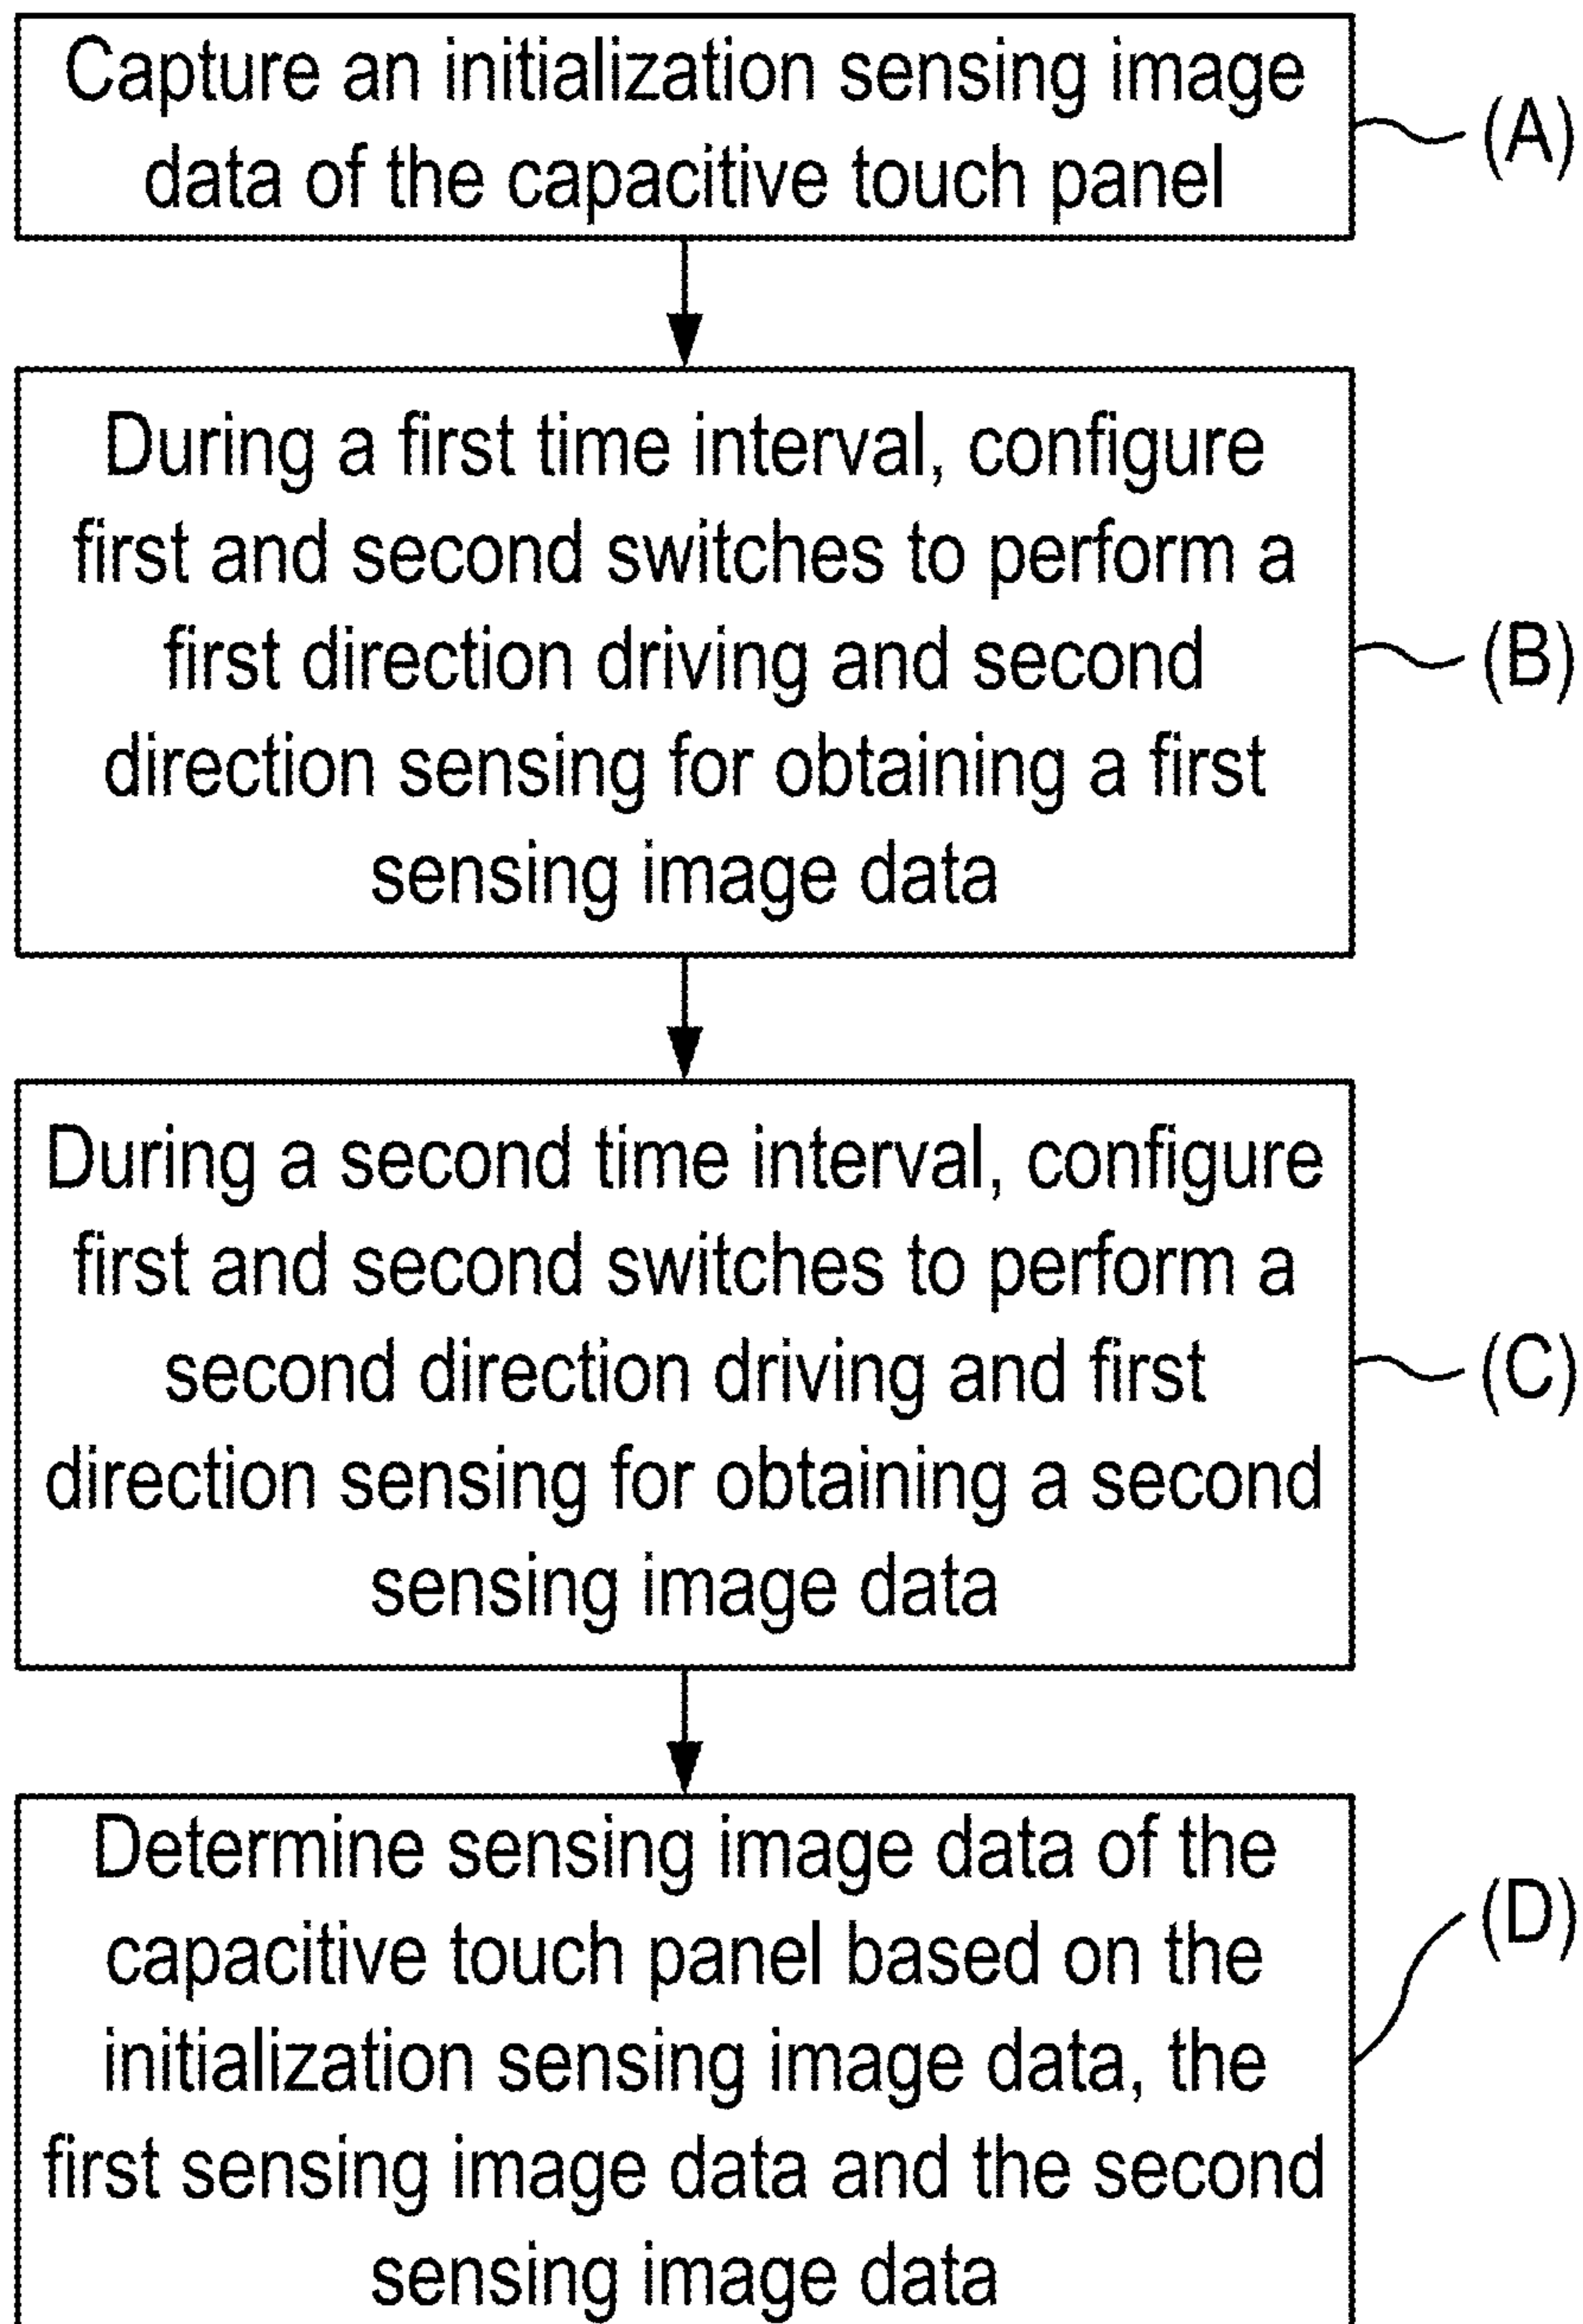 Capture an initialization sensing image
data of the capacitive touch panel
(A)
During a first time interval, configure
first and second switches to perform a
first direction driving and second
direction sensing for obtaining a first
sensing image data
(B)
During a second time interval, configure
first and second switches to perform a
second direction driving and first
direction sensing for obtaining a second
sensing image data
(C)
Determine sensing image data of the
capacitive touch panel based on the
initialization sensing image data, the
first sensing image data and the second
sensing image data
(D)